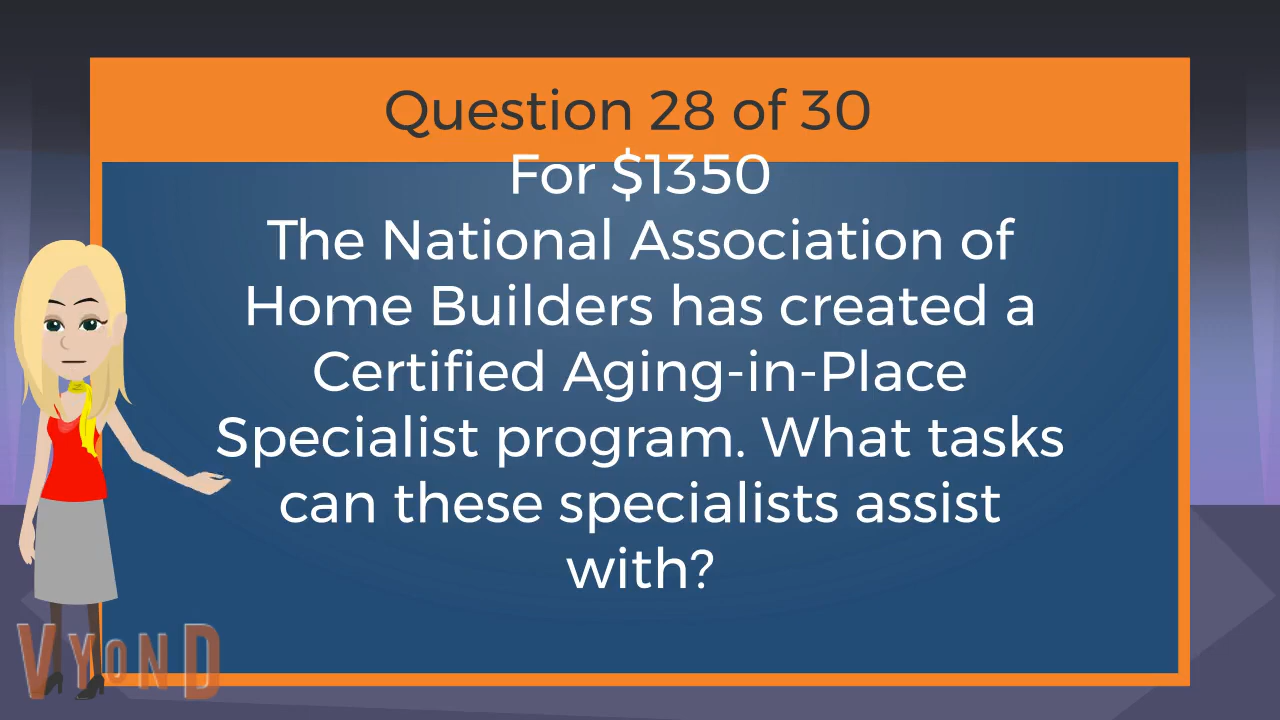 Question 28 of 30
For $1350
The National Association of
Home Builders has created a
Certified Aging-in-Place
Specialist program. What tasks
can these specialists assist
with?
VYOND